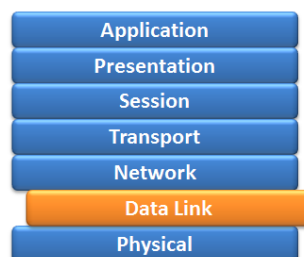 Application
Presentation
Session
Transport
Network
Data Link
Physical